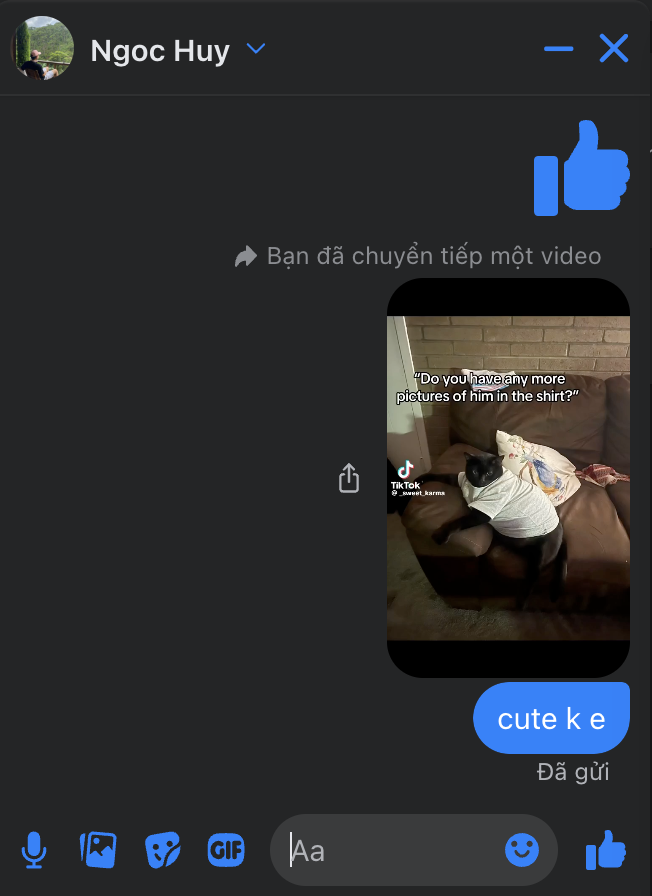 Ngoc Huy
Bạn đã chuyển tiếp một video
“Do you have any more
pictures of him in the shirt?”
TikTok
@_sweet_karma
cute k e
Đã gửi
GIF
Aa